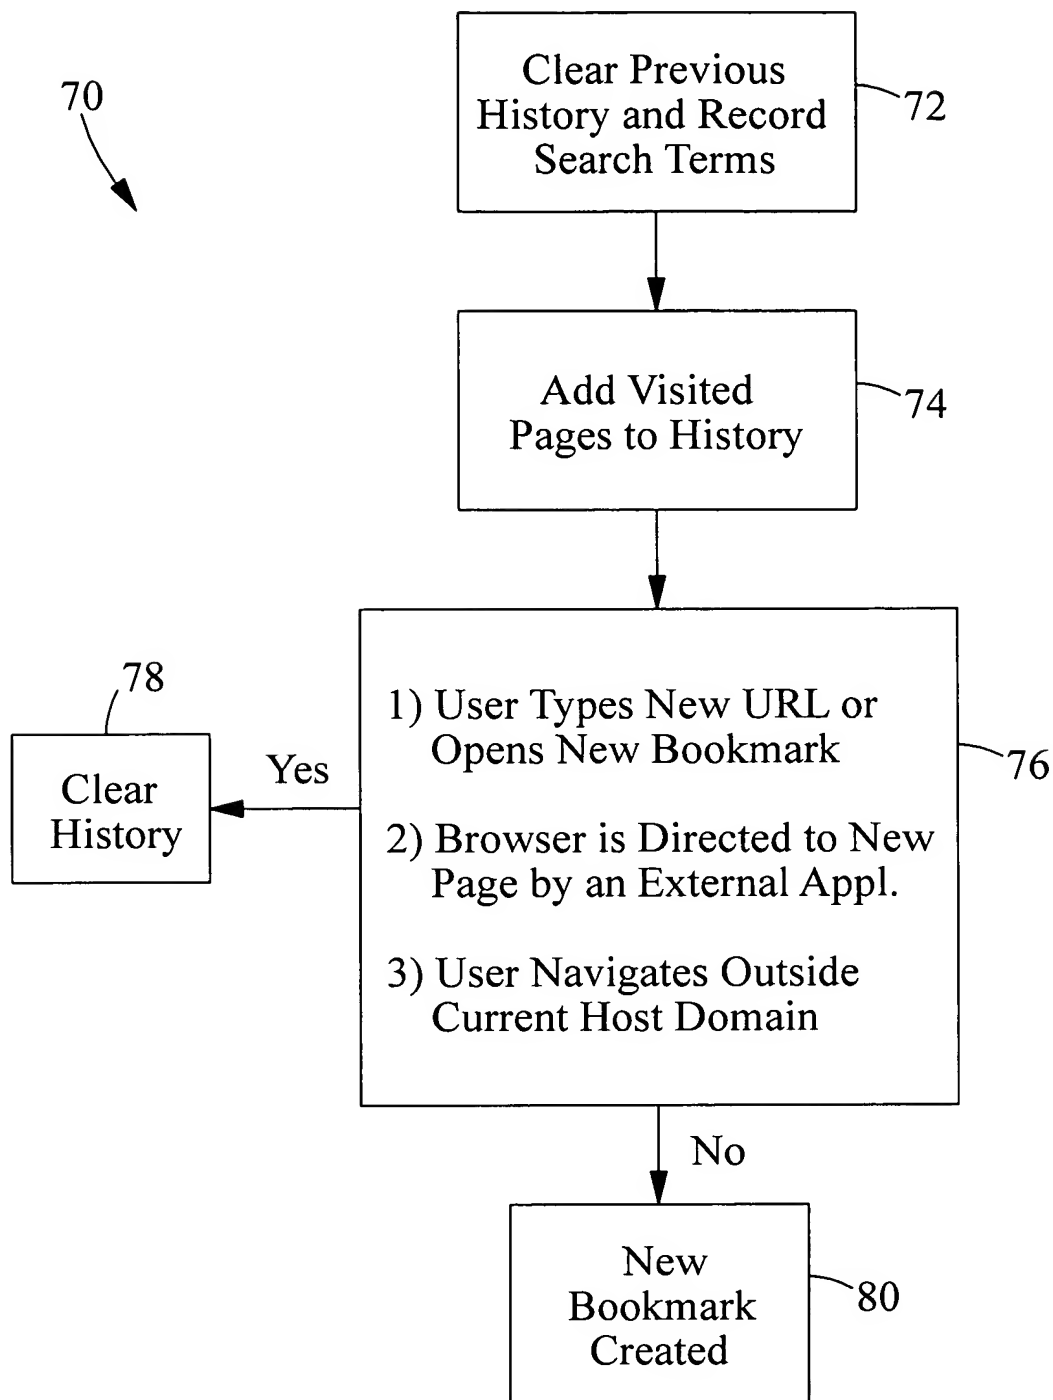 70
Clear Previous
History and Record
Search Terms
72
Add Visited
Pages to History
74
1) User Types New URL or
Opens New Bookmark
2) Browser is Directed to New
Page by an External Appl.
3) User Navigates Outside
Current Host Domain
76
78
Clear
History
Yes
No
New
Bookmark
Created
80